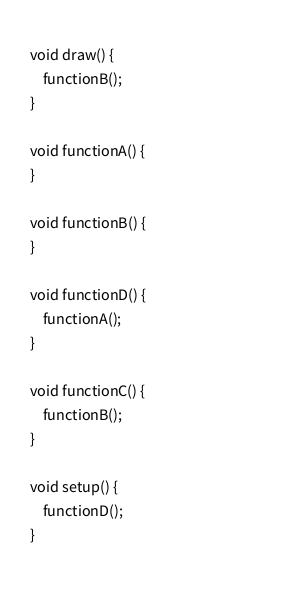 void draw() {
    functionB();
}

void functionA() {
}

void functionB() {
}

void functionD() {
    functionA();
}

void functionC() {
    functionB();
}

void setup() {
    functionD();
}